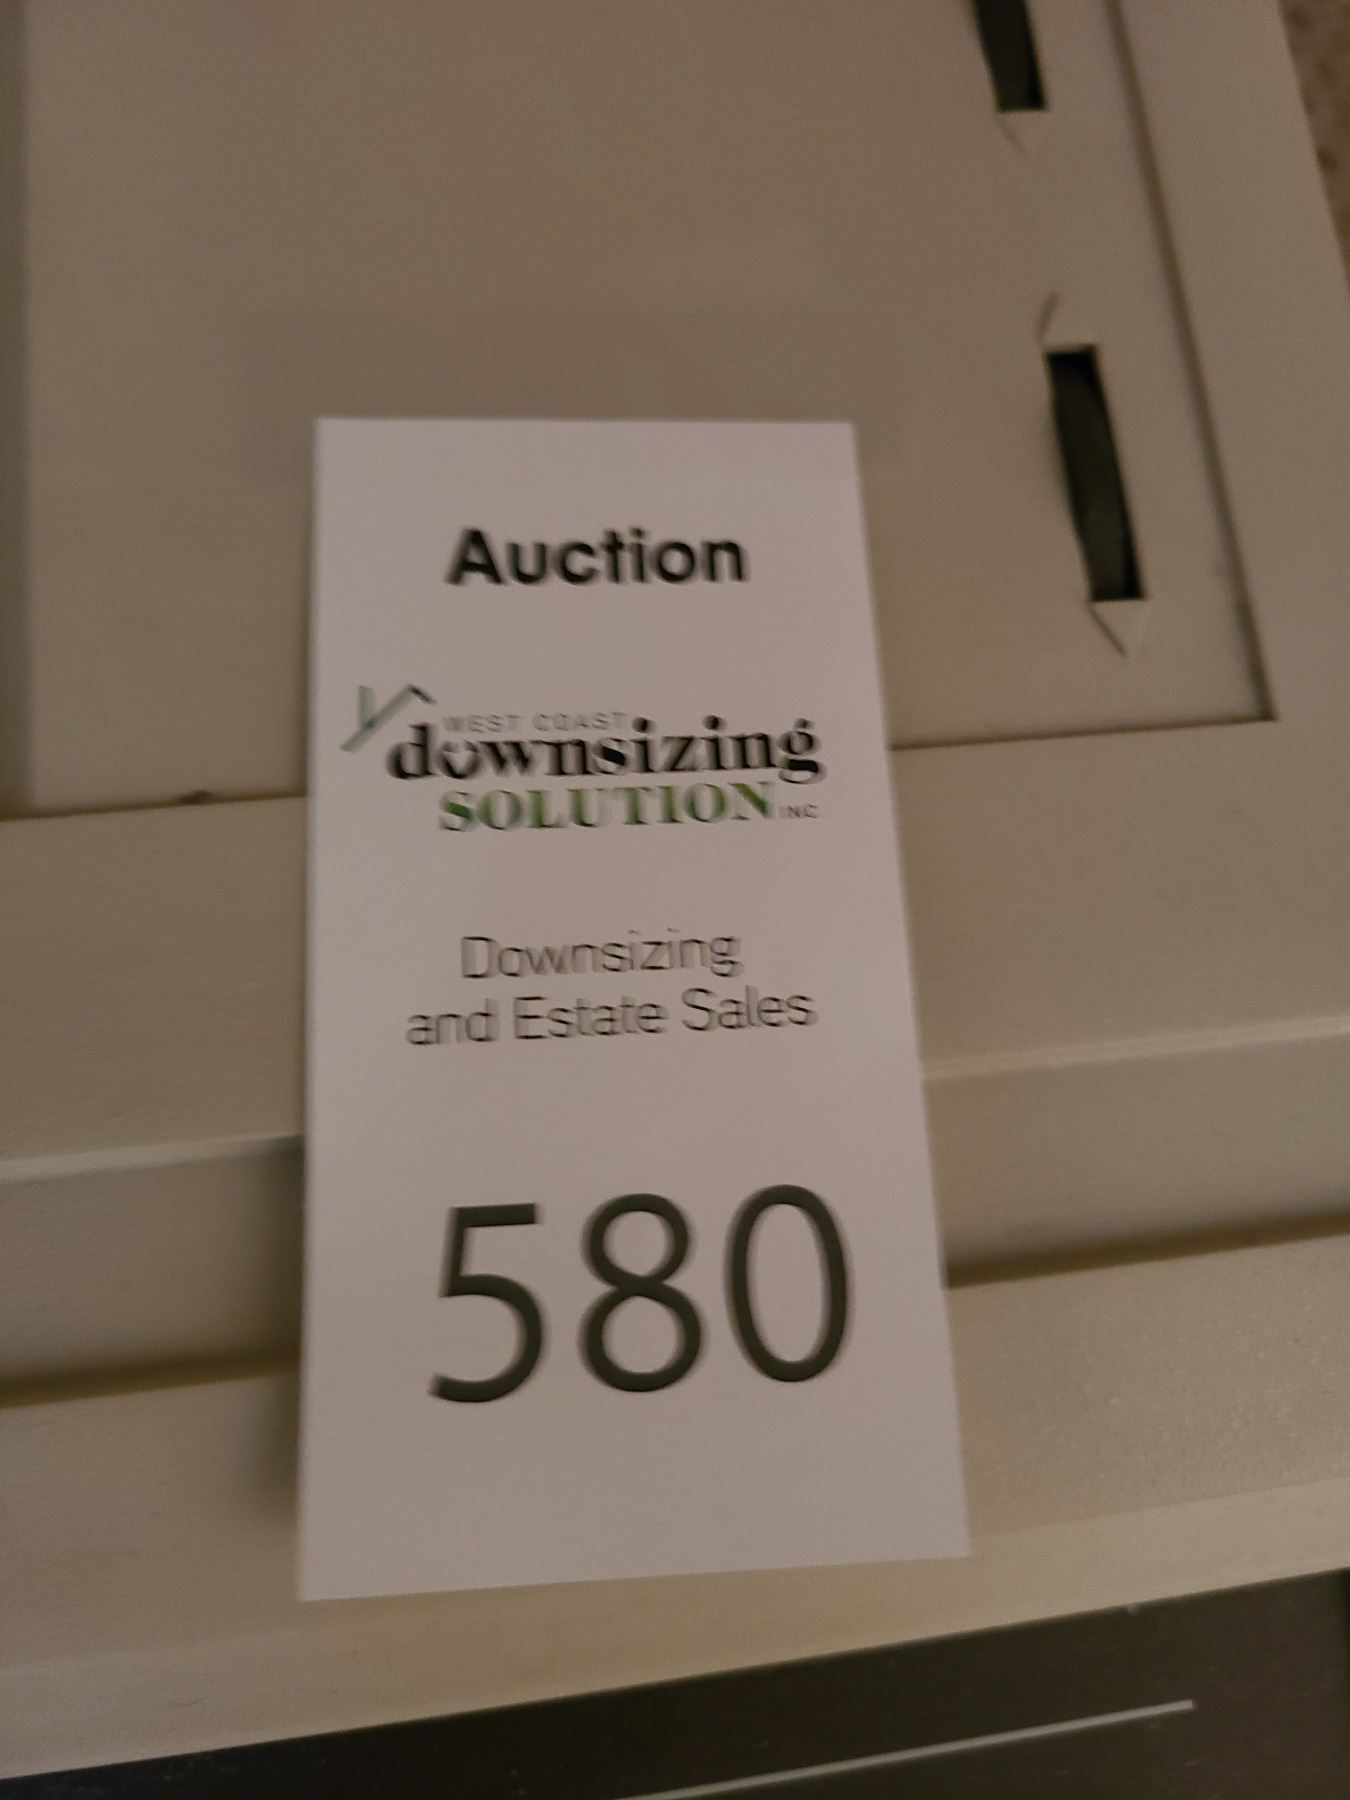 Auction
WEST COAST
downsizing
SOLUTION INC.
Downsizing
and Estate Sales
580